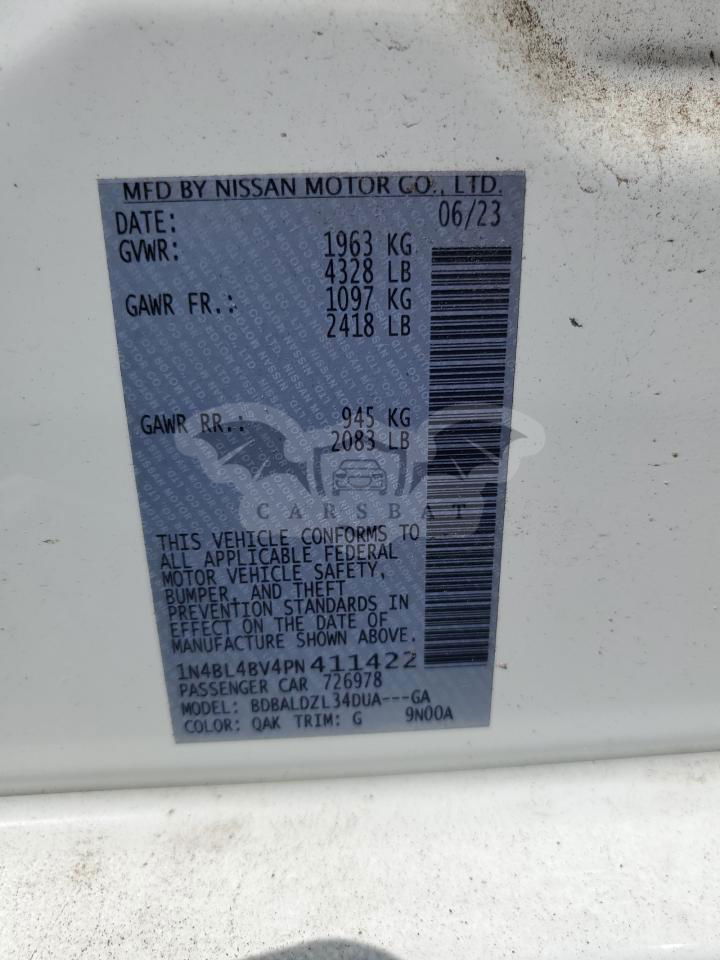 MFD BY NISSAN MOTOR CO., LTD.
DATE: 06/23
GVWR: 1963 KG
4328 LB
GAWR FR.: 1097 KG
2418 LB
GAWR RR.: 945 KG
2083 LB
CARSBAT
THIS VEHICLE CONFORMS TO
ALL APPLICABLE FEDERAL
MOTOR VEHICLE SAFETY,
BUMPER, AND THEFT
PREVENTION STANDARDS IN
EFFECT ON THE DATE OF
MANUFACTURE SHOWN ABOVE.
1N4BL4BV4PN411422
PASSENGER CAR 726978
MODEL: BDBALDZL34DUA---GA
COLOR: QAK TRIM: G 9N00A